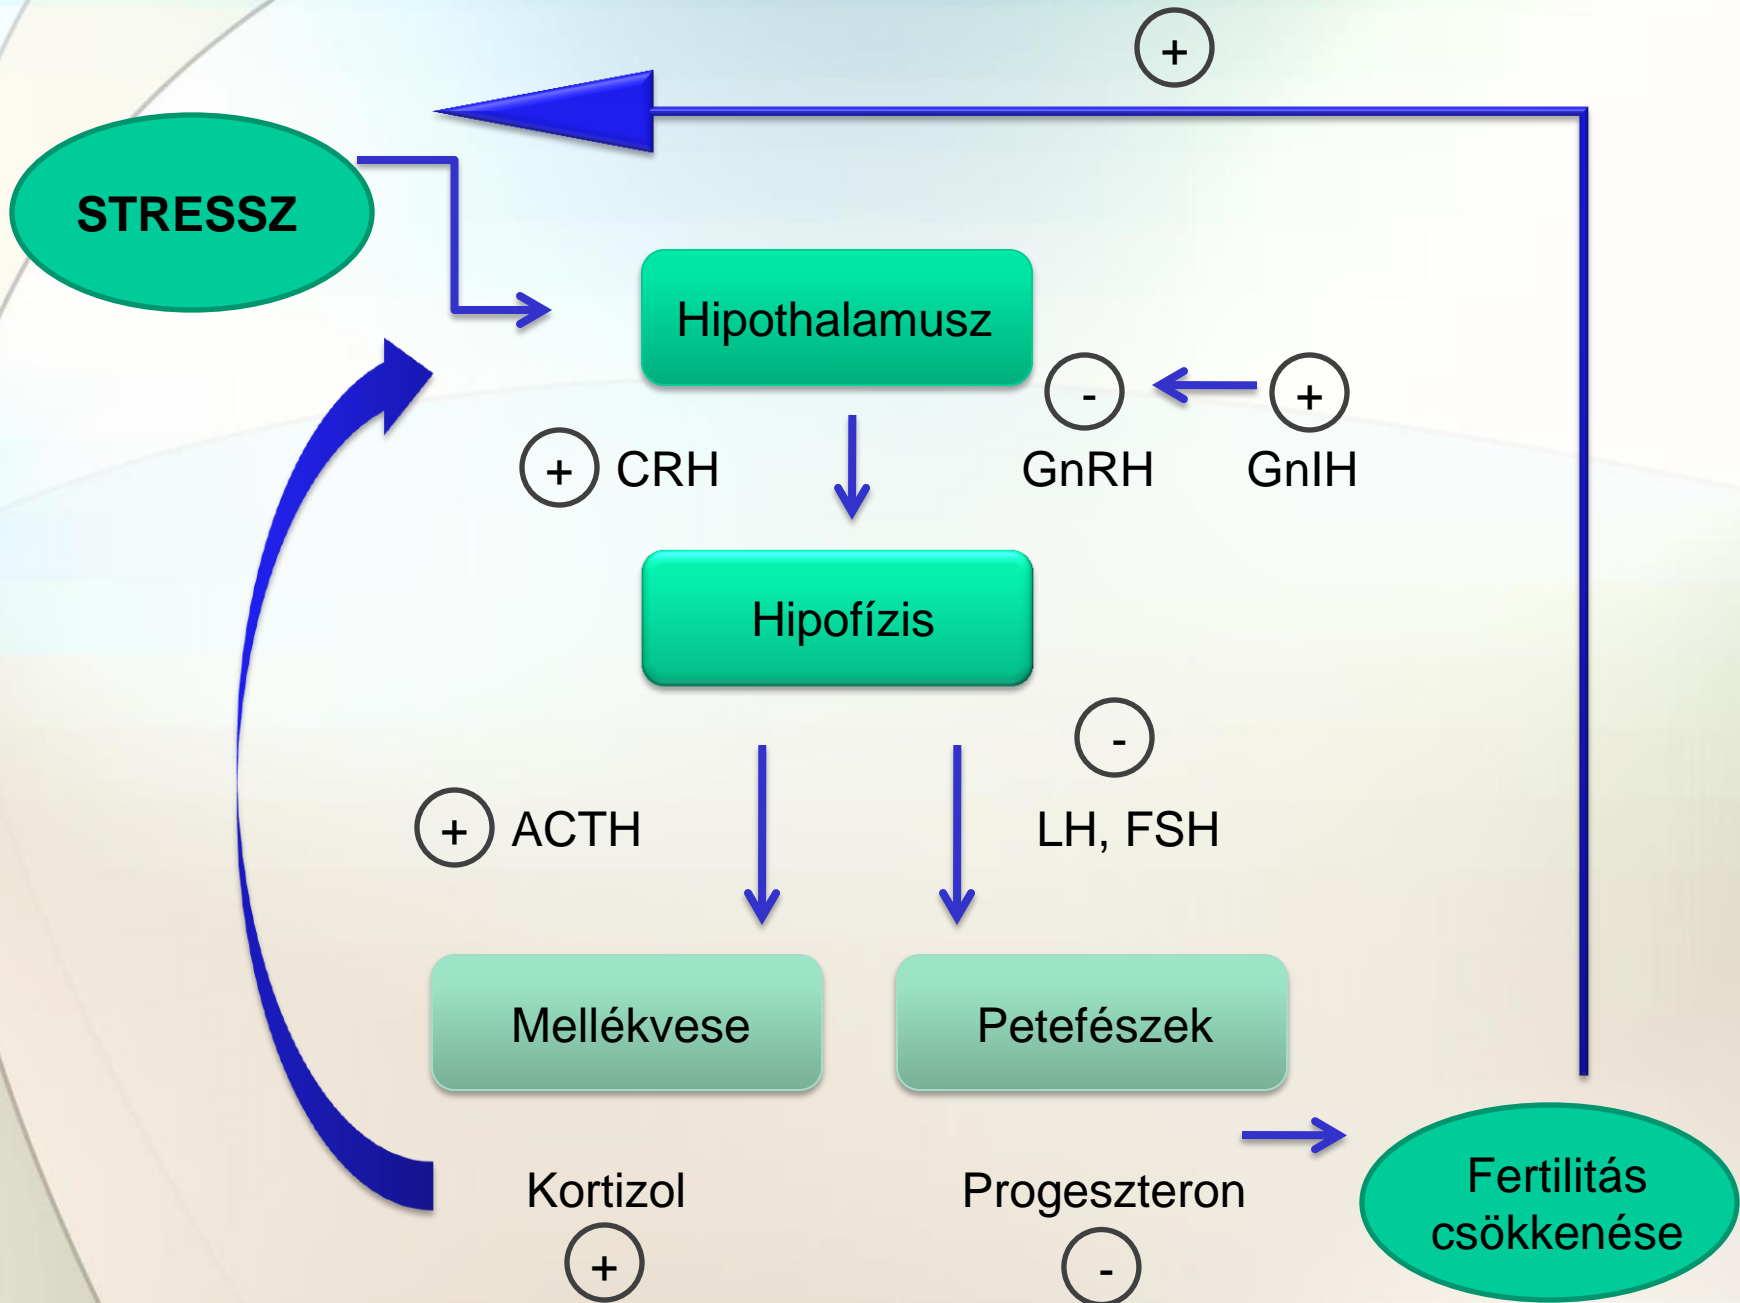 +
STRESSZ
Hipothalamusz
- +
+ CRH GnRH GnIH
Hipofízis
-
+ ACTH LH, FSH
Mellékvese Petefészek
Kortizol Progeszteron
Fertilitás
csökkenése
+ -